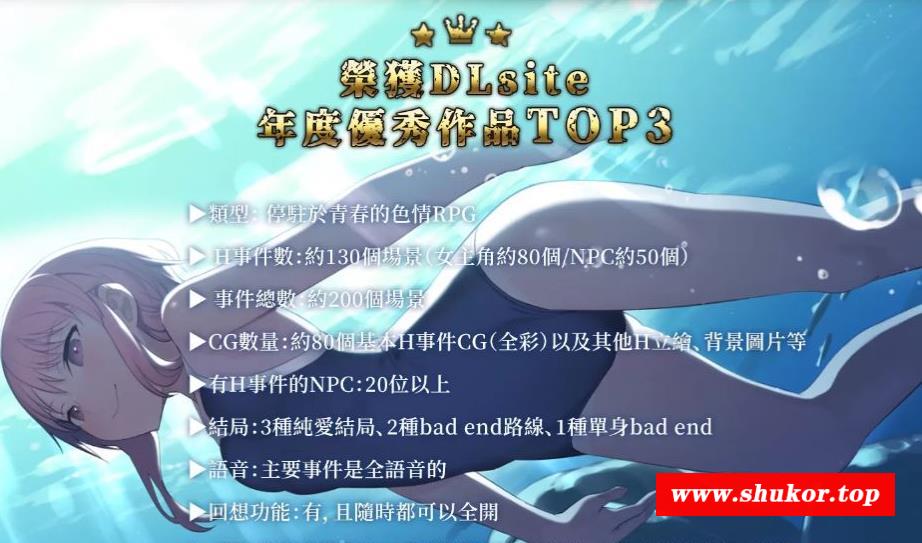 榮獲DLsite
年度優秀作品TOP3
▶類型：停駐於青春的色情RPG
▶ H事件數：約130個場景（女主角約80個/NPC約50個）
▶ 事件總數：約200個場景
▶CG數量：約80個基本H事件CG（全彩）以及其他H立繪、背景圖片等
▶有H事件的NPC：20位以上
▶結局：3種純愛結局、2種bad end路線、1種單身bad end
▶語音：主要事件是全語音的
▶回想功能：有，且隨時都可以全開
www.shukor.top